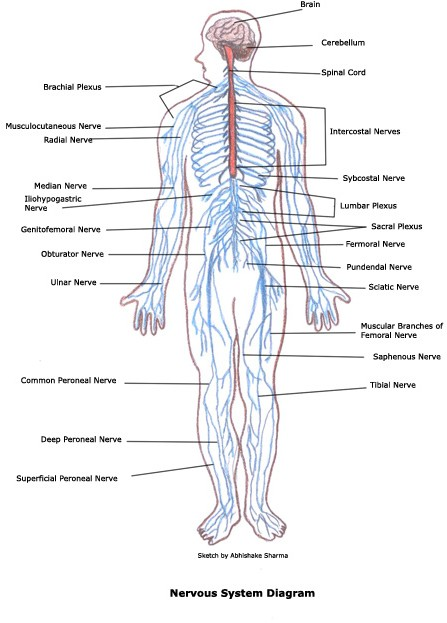 Brain
Cerebellum
Spinal Cord
Brachial Plexus
Musculocutaneous Nerve
Radial Nerve
Intercostal Nerves
Sybcostal Nerve
Median Nerve
Iliohypogastric
Nerve
Lumbar Plexus
Genitofemoral Nerve
Sacral Plexus
Femoral Nerve
Obturator Nerve
Pundendal Nerve
Ulnar Nerve
Sciatic Nerve
Muscular Branches of
Femoral Nerve
Saphenous Nerve
Common Peroneal Nerve
Tibial Nerve
Deep Peroneal Nerve
Superficial Peroneal Nerve
Sketch by Abhishake Sharma
Nervous System Diagram